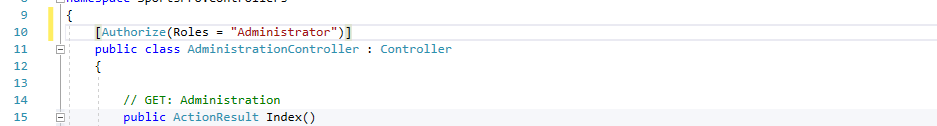 9 {
10 [Authorize(Roles = "Administrator")]
11 public class AdministrationController : Controller
12 {
13
14 // GET: Administration
15 public ActionResult Index()